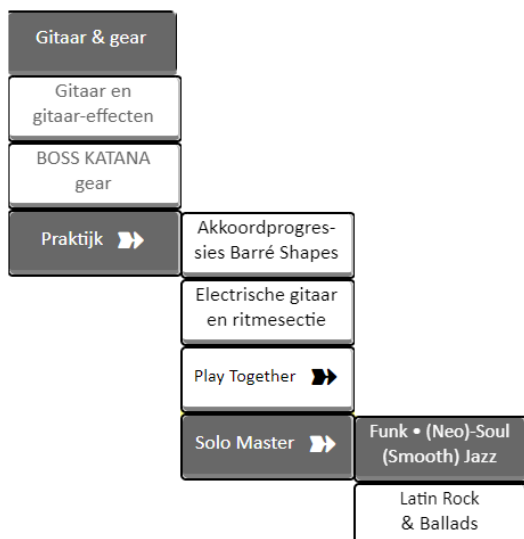 Gitaar & gear
Gitaar en
gitaar-effecten
BOSS KATANA
gear
Praktijk
Akkoordprogres-
sies Barré Shapes
Electrische gitaar
en ritmesectie
Play Together
Solo Master
Funk • (Neo)-Soul
(Smooth) Jazz
Latin Rock
& Ballads